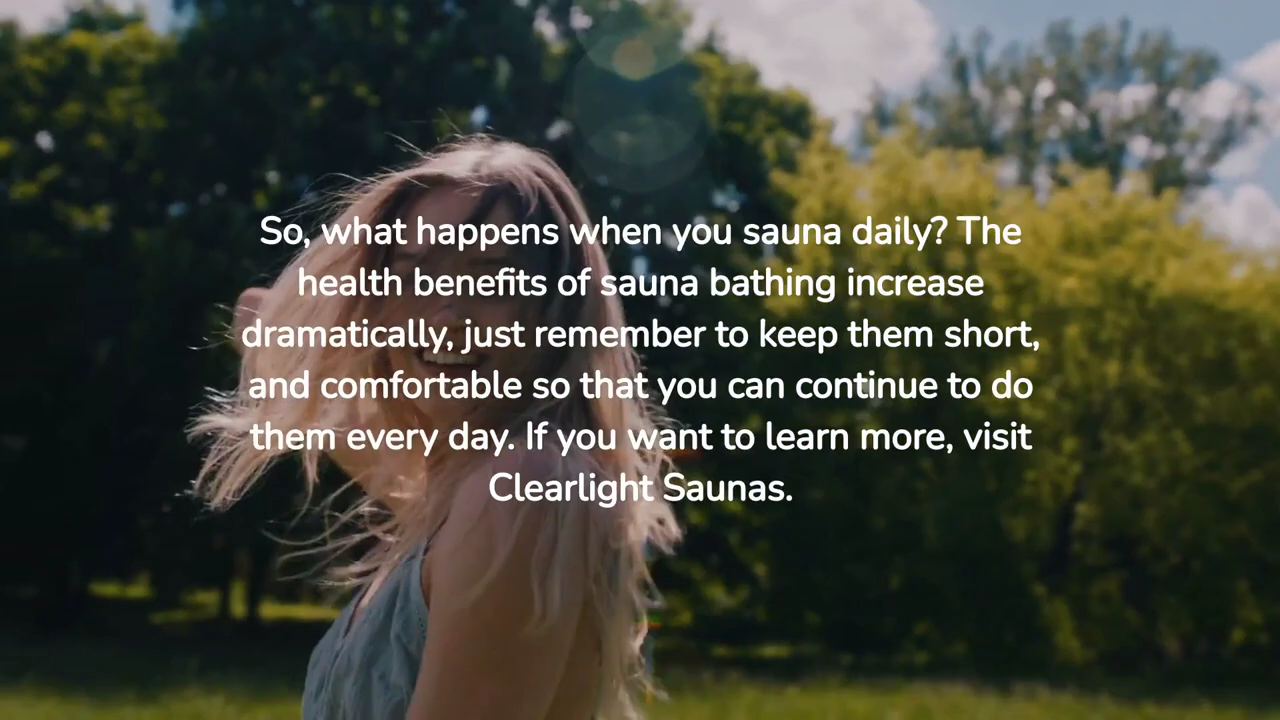 So, what happens when you sauna daily? The
health benefits of sauna bathing increase
dramatically, just remember to keep them short,
and comfortable so that you can continue to do
them every day. If you want to learn more, visit
Clearlight Saunas.